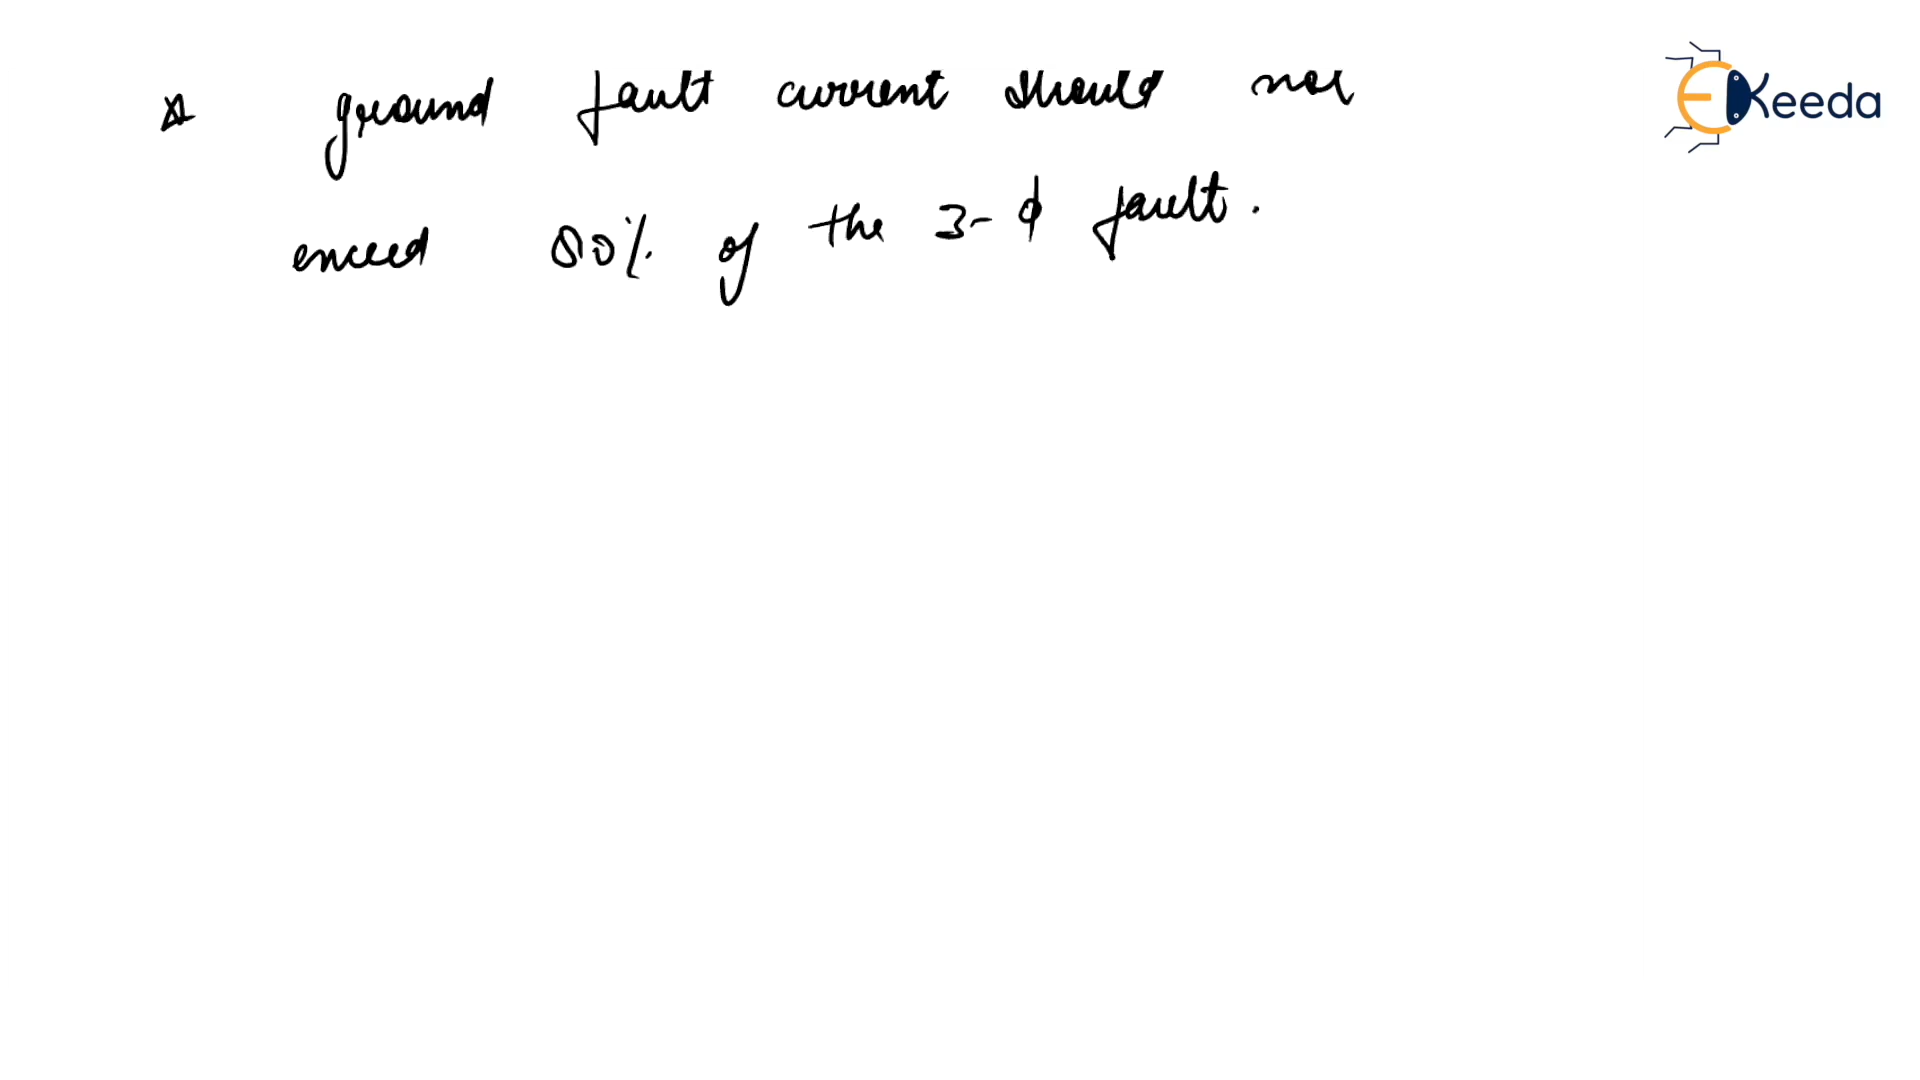 ☆ ground fault current should not
exceed 80% of the 3-ϕ fault.
EKeeda